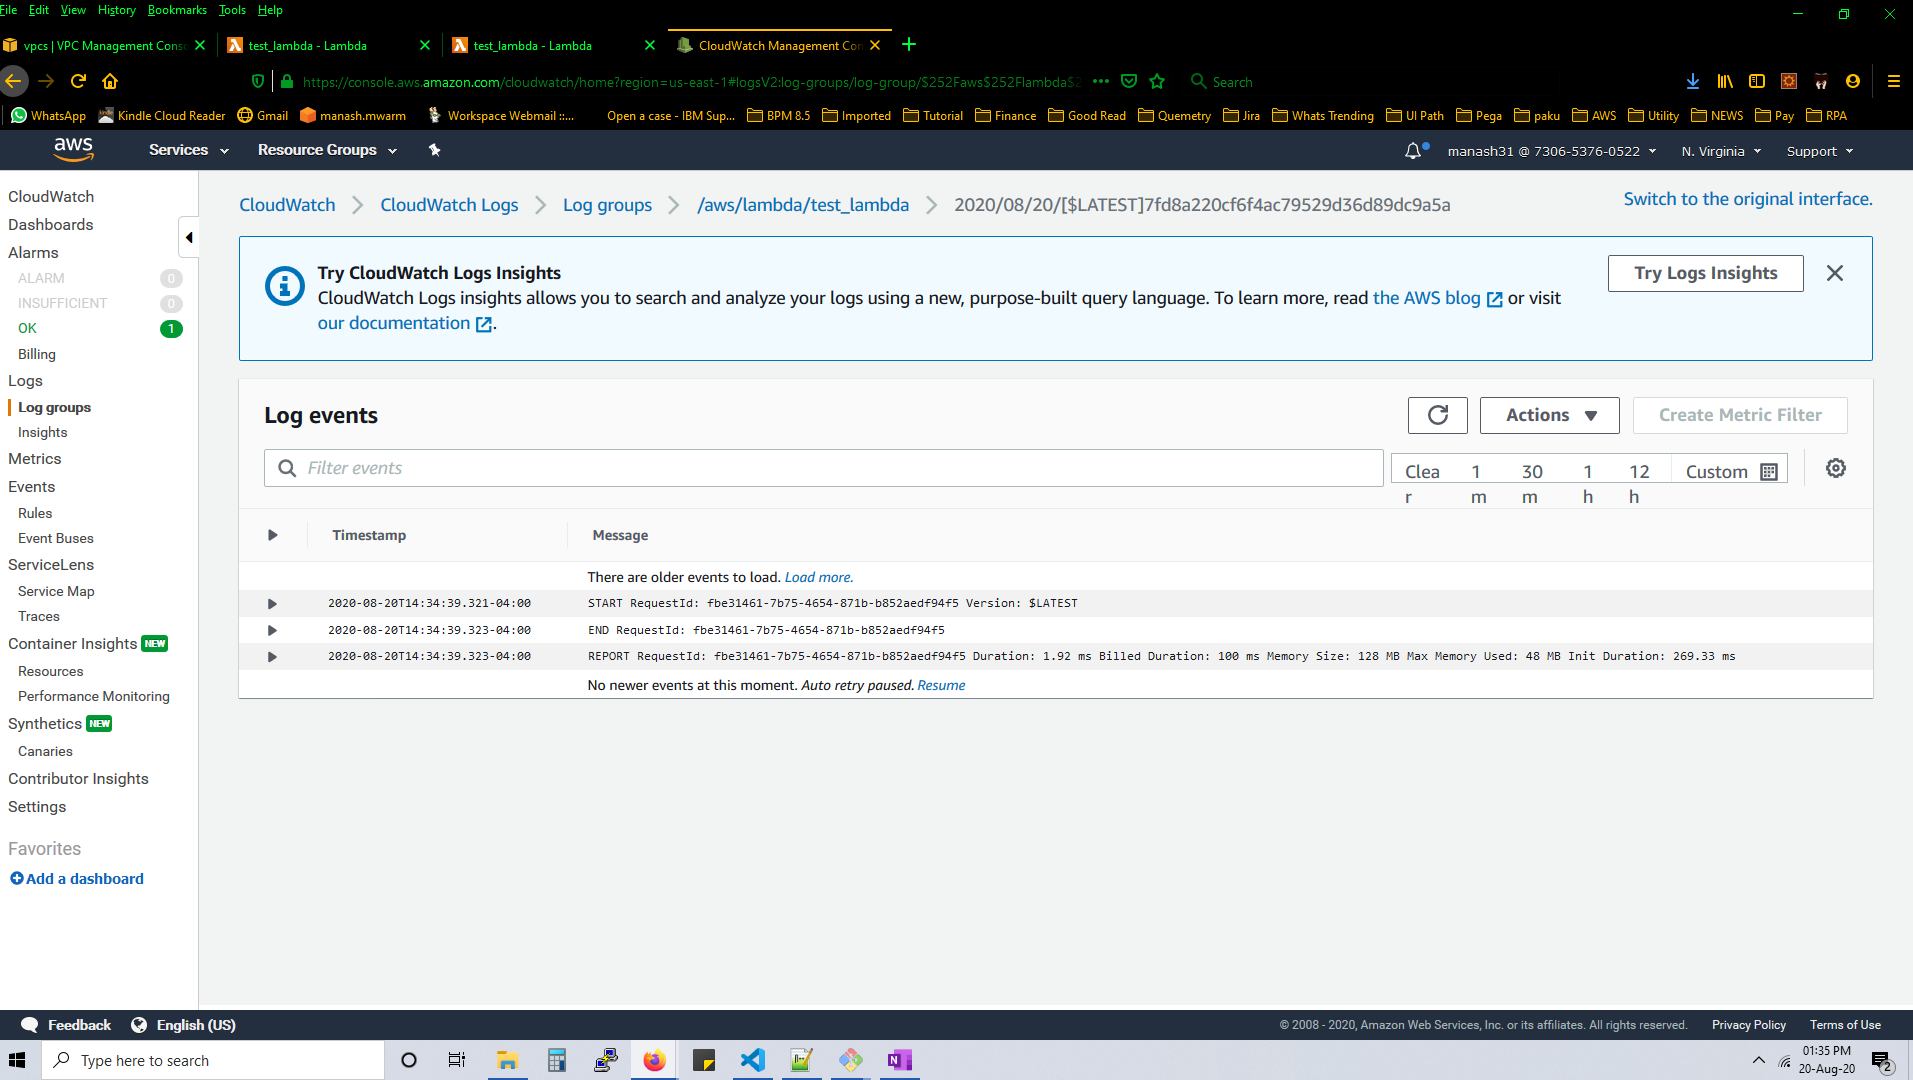 File Edit View History Bookmarks Tools Help
vpcs | VPC Management Cons
test_lambda - Lambda
test_lambda - Lambda
CloudWatch Management Con
https://console.aws.amazon.com/cloudwatch/home?region=us-east-1#logsV2:log-groups/log-group/$252Faws$252Flambda$2
Search
WhatsApp Kindle Cloud Reader Gmail manash.mwarm Workspace Webmail ::... Open a case - IBM Sup... BPM 8.5 Imported Tutorial Finance Good Read Quemetry Jira Whats Trending UI Path Pega paku AWS Utility NEWS Pay RPA
aws Services Resource Groups manash31 @ 7306-5376-0522 N. Virginia Support
CloudWatch
Dashboards
Alarms
ALARM 0
INSUFFICIENT 0
OK 1
Billing
Logs
Log groups
Insights
Metrics
Events
Rules
Event Buses
ServiceLens
Service Map
Traces
Container Insights NEW
Resources
Performance Monitoring
Synthetics NEW
Canaries
Contributor Insights
Settings
Favorites
Add a dashboard
CloudWatch CloudWatch Logs Log groups /aws/lambda/test_lambda 2020/08/20/[$LATEST]7fd8a220cf6f4ac79529d36d89dc9a5a
Switch to the original interface.
Try CloudWatch Logs Insights
CloudWatch Logs insights allows you to search and analyze your logs using a new, purpose-built query language. To learn more, read the AWS blog or visit
our documentation .
Try Logs Insights
Log events
Actions
Create Metric Filter
Filter events
Clea 1 30 1 12 Custom
r m m h h
Timestamp Message
There are older events to load. Load more.
2020-08-20T14:34:39.321-04:00 START RequestId: fbe31461-7b75-4654-871b-b852aedf94f5 Version: $LATEST
2020-08-20T14:34:39.323-04:00 END RequestId: fbe31461-7b75-4654-871b-b852aedf94f5
2020-08-20T14:34:39.323-04:00 REPORT RequestId: fbe31461-7b75-4654-871b-b852aedf94f5 Duration: 1.92 ms Billed Duration: 100 ms Memory Size: 128 MB Max Memory Used: 48 MB Init Duration: 269.33 ms
No newer events at this moment. Auto retry paused. Resume
Feedback English (US)
© 2008 - 2020, Amazon Web Services, Inc. or its affiliates. All rights reserved. Privacy Policy Terms of Use
Type here to search
N
01:35 PM
20-Aug-20
2